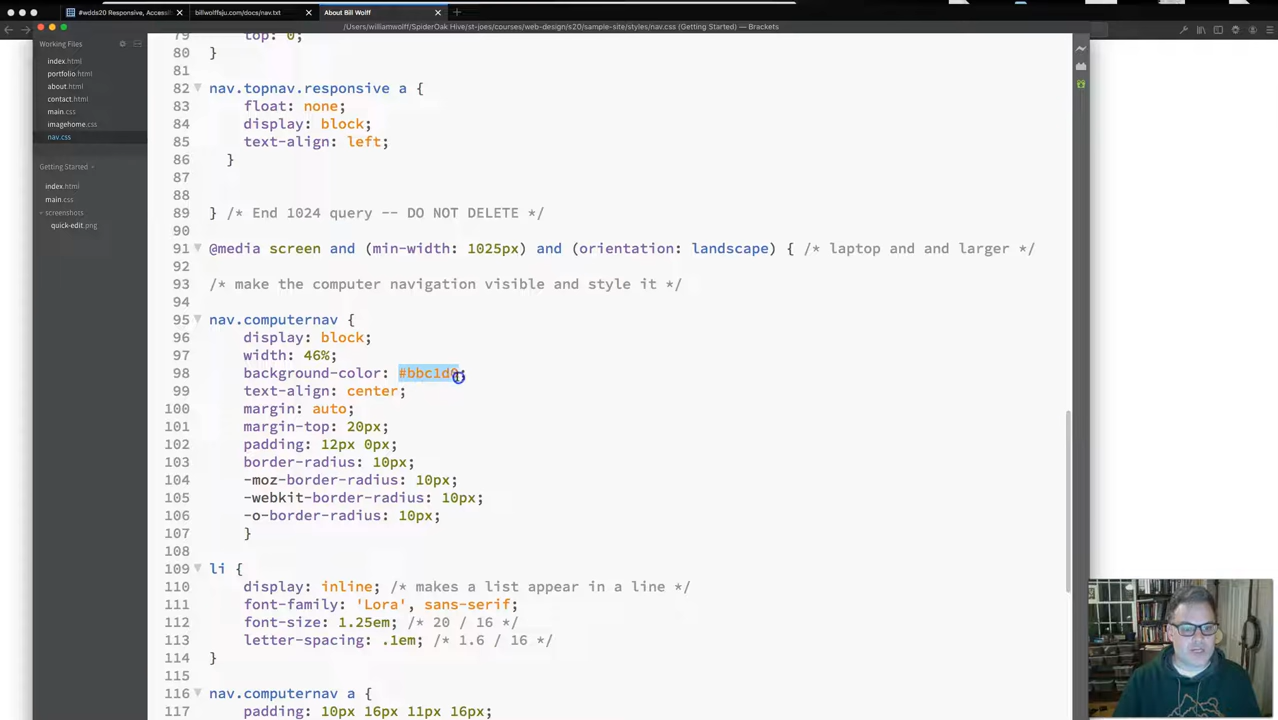 #wdds20 Responsive, Accessi
billwolffsju.com/docs/nav.txt
About Bill Wolff
/Users/williamwolff/SpiderOak Hive/st-joes/courses/web-design/s20/sample-site/styles/nav.css (Getting Started) — Brackets
Working Files
index.html
portfolio.html
about.html
contact.html
main.css
imagehome.css
nav.css
Getting Started
index.html
main.css
screenshots
quick-edit.png
79 top: 0;
80 }
81
82 nav.topnav.responsive a {
83 float: none;
84 display: block;
85 text-align: left;
86 }
87
88
89 } /* End 1024 query -- DO NOT DELETE */
90
91 @media screen and (min-width: 1025px) and (orientation: landscape) { /* laptop and and larger */
92
93 /* make the computer navigation visible and style it */
94
95 nav.computernav {
96 display: block;
97 width: 46%;
98 background-color: #bbc1d0;
99 text-align: center;
100 margin: auto;
101 margin-top: 20px;
102 padding: 12px 0px;
103 border-radius: 10px;
104 -moz-border-radius: 10px;
105 -webkit-border-radius: 10px;
106 -o-border-radius: 10px;
107 }
108
109 li {
110 display: inline; /* makes a list appear in a line */
111 font-family: 'Lora', sans-serif;
112 font-size: 1.25em; /* 20 / 16 */
113 letter-spacing: .1em; /* 1.6 / 16 */
114 }
115
116 nav.computernav a {
117 padding: 10px 16px 11px 16px;